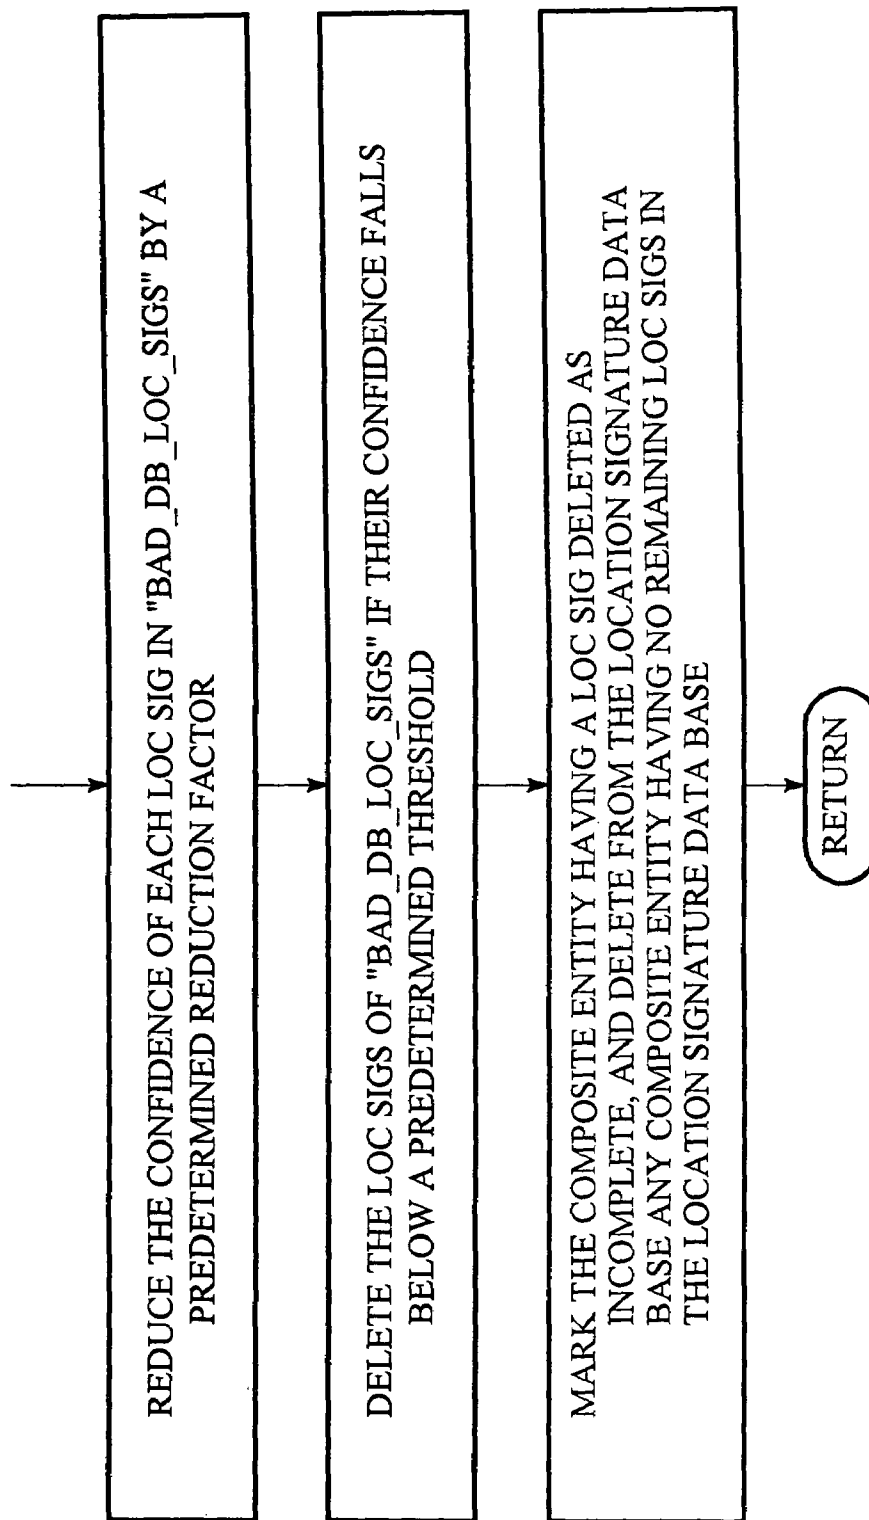 REDUCE THE CONFIDENCE OF EACH LOC SIG IN "BAD_DB_LOC_SIGS" BY A
PREDETERMINED REDUCTION FACTOR
DELETE THE LOC SIGS OF "BAD_DB_LOC_SIGS" IF THEIR CONFIDENCE FALLS
BELOW A PREDETERMINED THRESHOLD
MARK THE COMPOSITE ENTITY HAVING A LOC SIG DELETED AS
INCOMPLETE, AND DELETE FROM THE LOCATION SIGNATURE DATA
BASE ANY COMPOSITE ENTITY HAVING NO REMAINING LOC SIGS IN
THE LOCATION SIGNATURE DATA BASE
RETURN